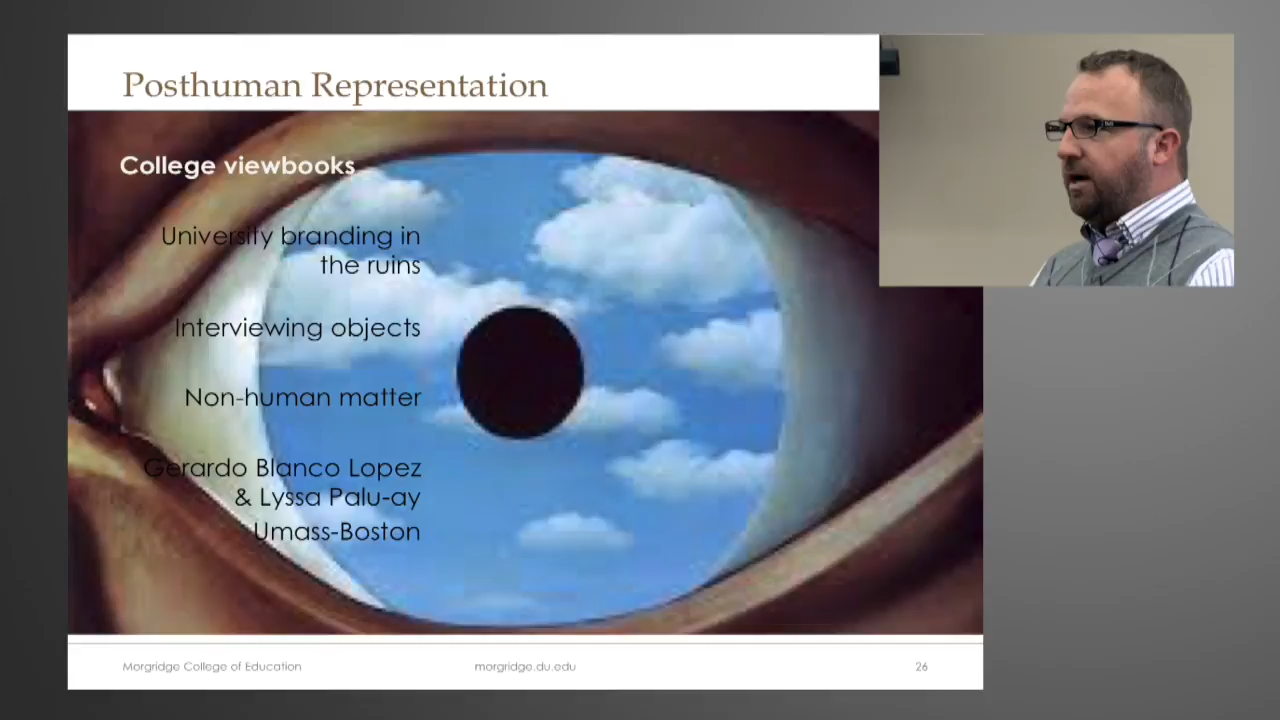 Posthuman Representation
College viewbooks
University branding in
the ruins
Interviewing objects
Non-human matter
Gerardo Blanco Lopez
& Lyssa Palu-ay
Umass-Boston
Morgridge College of Education
morgridge.du.edu
26